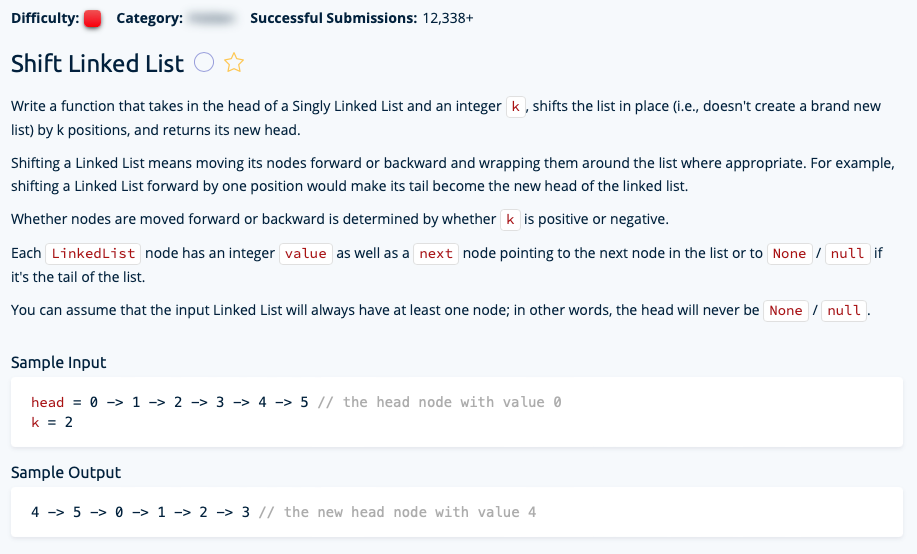 Difficulty: Category: Successful Submissions: 12,338+
Shift Linked List
Write a function that takes in the head of a Singly Linked List and an integer k, shifts the list in place (i.e., doesn't create a brand new
list) by k positions, and returns its new head.
Shifting a Linked List means moving its nodes forward or backward and wrapping them around the list where appropriate. For example,
shifting a Linked List forward by one position would make its tail become the new head of the linked list.
Whether nodes are moved forward or backward is determined by whether k is positive or negative.
Each LinkedList node has an integer value as well as a next node pointing to the next node in the list or to None / null if
it's the tail of the list.
You can assume that the input Linked List will always have at least one node; in other words, the head will never be None / null.
Sample Input
head = 0 -> 1 -> 2 -> 3 -> 4 -> 5 // the head node with value 0
k = 2
Sample Output
4 -> 5 -> 0 -> 1 -> 2 -> 3 // the new head node with value 4